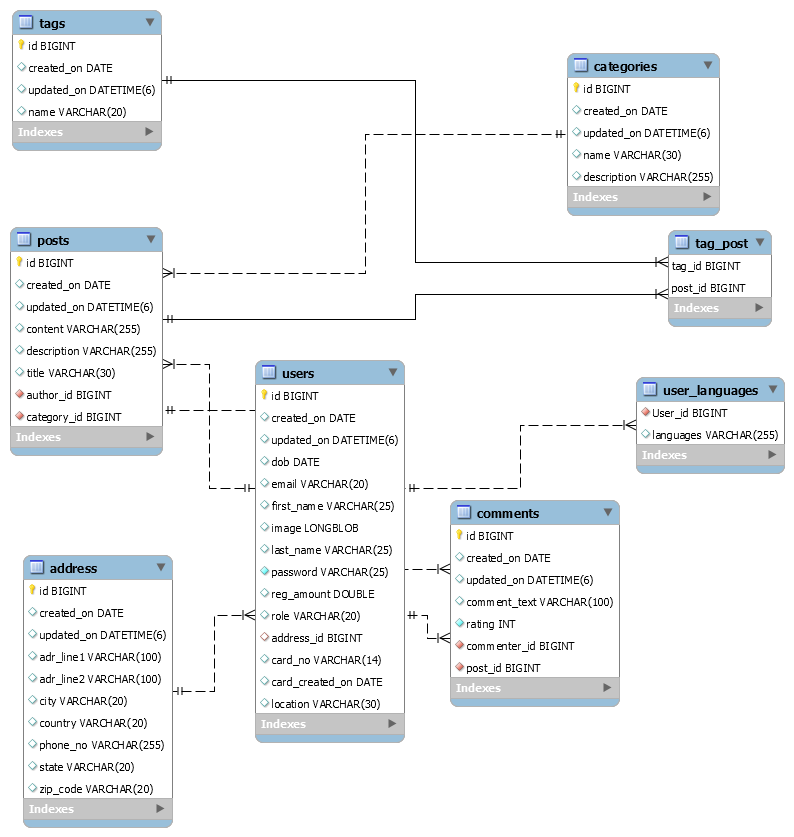 tags
id BIGINT
created_on DATE
updated_on DATETIME(6)
name VARCHAR(20)
Indexes
categories
id BIGINT
created_on DATE
updated_on DATETIME(6)
name VARCHAR(30)
description VARCHAR(255)
Indexes
posts
id BIGINT
created_on DATE
updated_on DATETIME(6)
content VARCHAR(255)
description VARCHAR(255)
title VARCHAR(30)
author_id BIGINT
category_id BIGINT
Indexes
tag_post
tag_id BIGINT
post_id BIGINT
Indexes
users
id BIGINT
created_on DATE
updated_on DATETIME(6)
dob DATE
email VARCHAR(20)
first_name VARCHAR(25)
image LONGBLOB
last_name VARCHAR(25)
password VARCHAR(25)
reg_amount DOUBLE
role VARCHAR(20)
address_id BIGINT
card_no VARCHAR(14)
card_created_on DATE
location VARCHAR(30)
Indexes
user_languages
User_id BIGINT
languages VARCHAR(255)
Indexes
comments
id BIGINT
created_on DATE
updated_on DATETIME(6)
comment_text VARCHAR(100)
rating INT
commenter_id BIGINT
post_id BIGINT
Indexes
address
id BIGINT
created_on DATE
updated_on DATETIME(6)
adr_line1 VARCHAR(100)
adr_line2 VARCHAR(100)
city VARCHAR(20)
country VARCHAR(20)
phone_no VARCHAR(255)
state VARCHAR(20)
zip_code VARCHAR(20)
Indexes